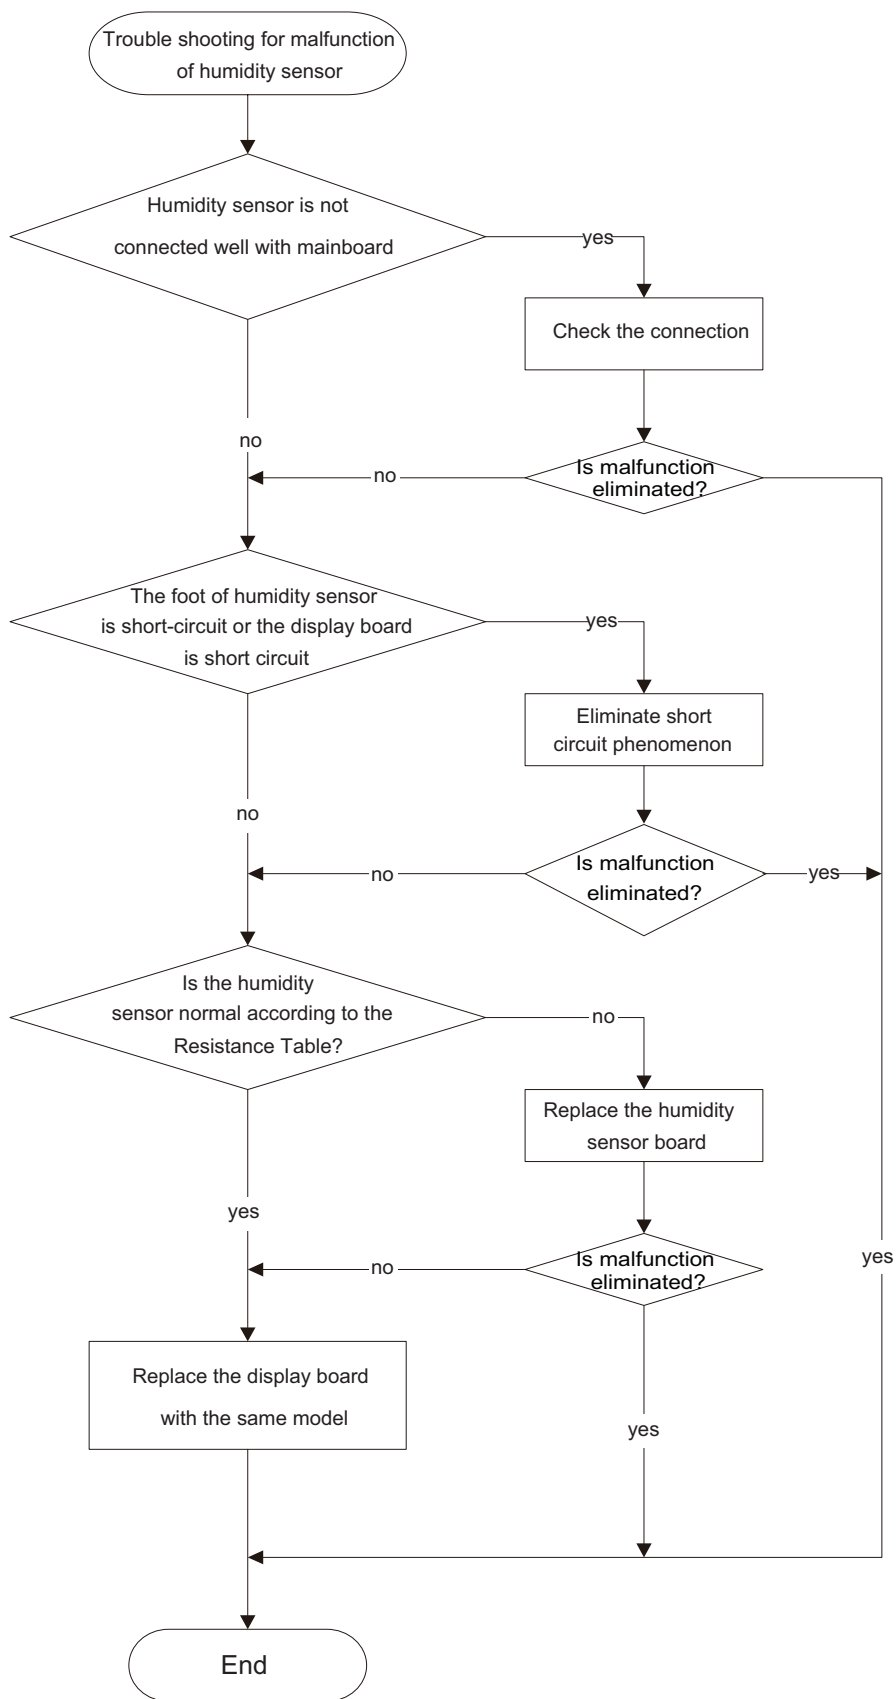 Trouble shooting for malfunction
of humidity sensor
Humidity sensor is not
connected well with mainboard
yes
Check the connection
no
Is malfunction
eliminated?
no
The foot of humidity sensor
is short-circuit or the display board
is short circuit
yes
Eliminate short
circuit phenomenon
no
Is malfunction
eliminated?
no
yes
Is the humidity
sensor normal according to the
Resistance Table?
no
Replace the humidity
sensor board
yes
Is malfunction
eliminated?
no
yes
Replace the display board
with the same model
yes
End